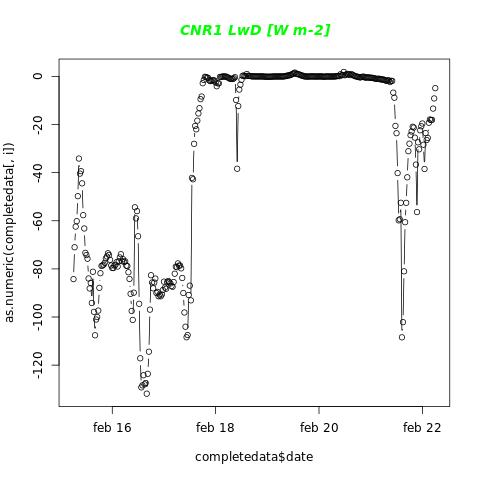 CNR1 LwD [W m-2]
as.numeric(completedata[, i])
0
-20
-40
-60
-80
-100
-120
feb 16
feb 18
feb 20
feb 22
completedata$date